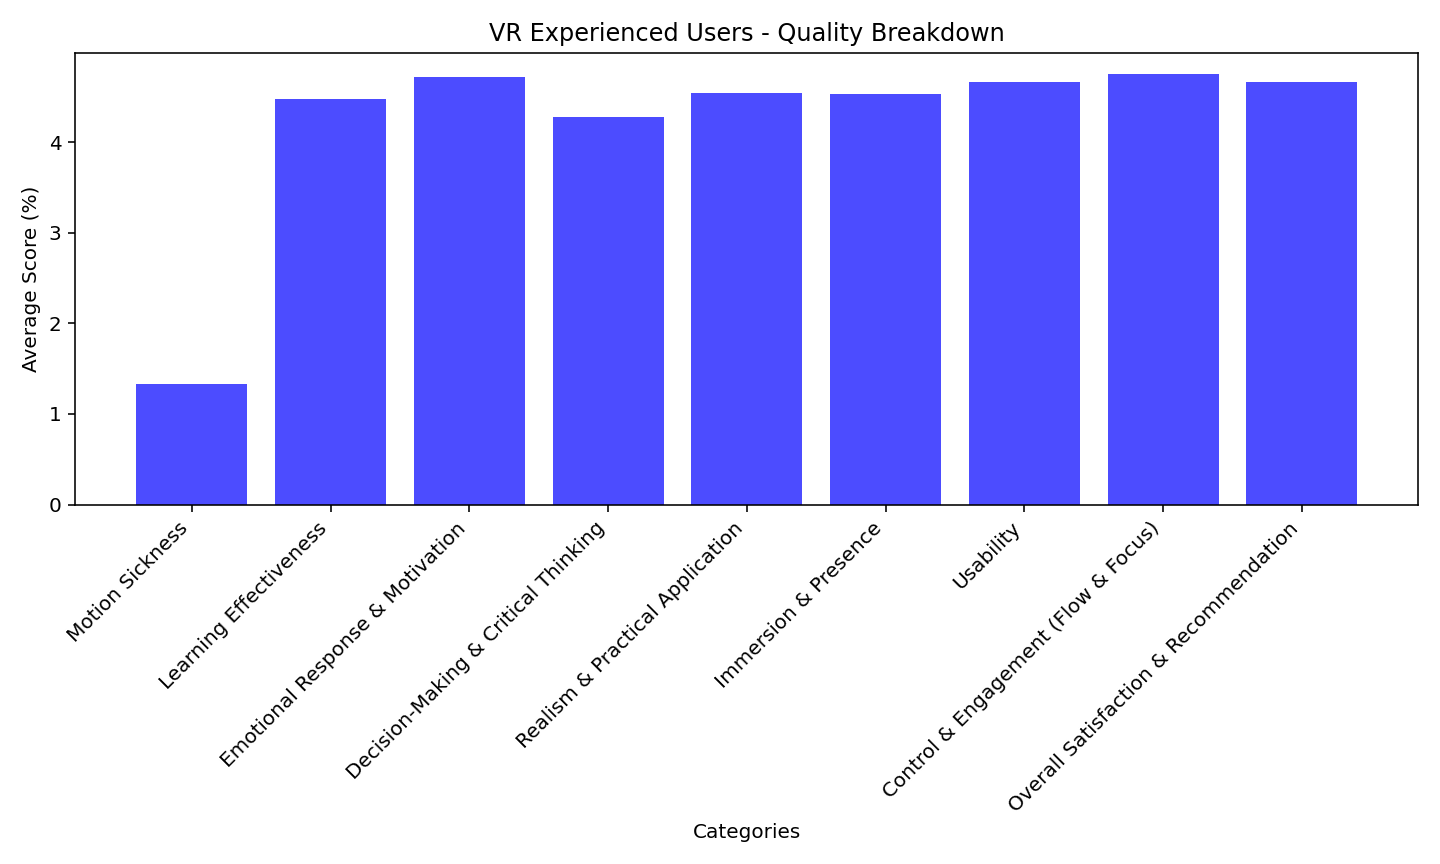 VR Experienced Users - Quality Breakdown
Average Score (%)
4
3
2
1
0
Motion Sickness
Learning Effectiveness
Emotional Response & Motivation
Decision-Making & Critical Thinking
Realism & Practical Application
Immersion & Presence
Usability
Control & Engagement (Flow & Focus)
Overall Satisfaction & Recommendation
Categories